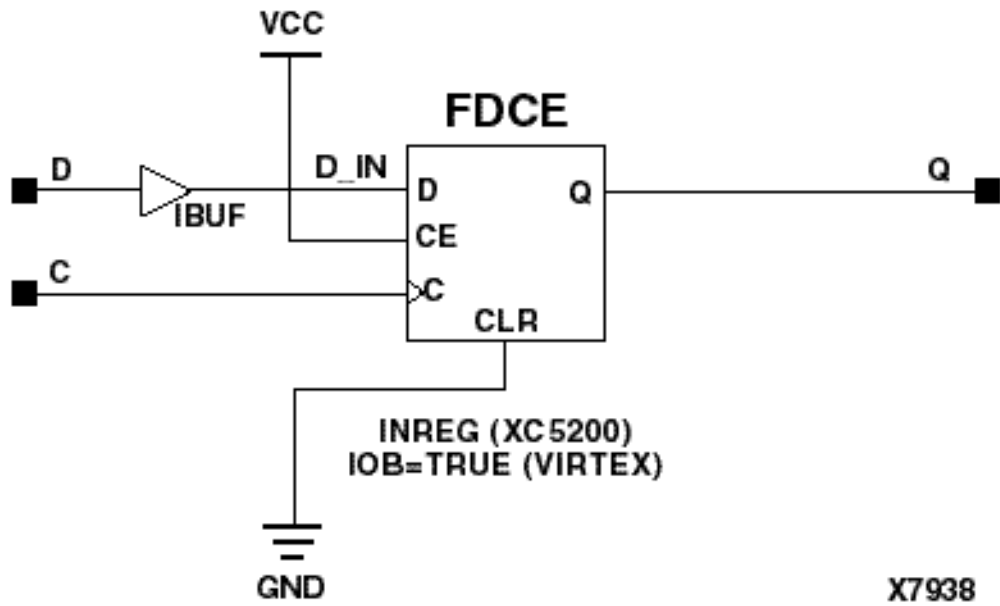 VCC
FDCE
D
D_IN
D
Q
Q
IBUF
CE
C
C
CLR
INREG (XC5200)
IOB=TRUE (VIRTEX)
GND
X7938